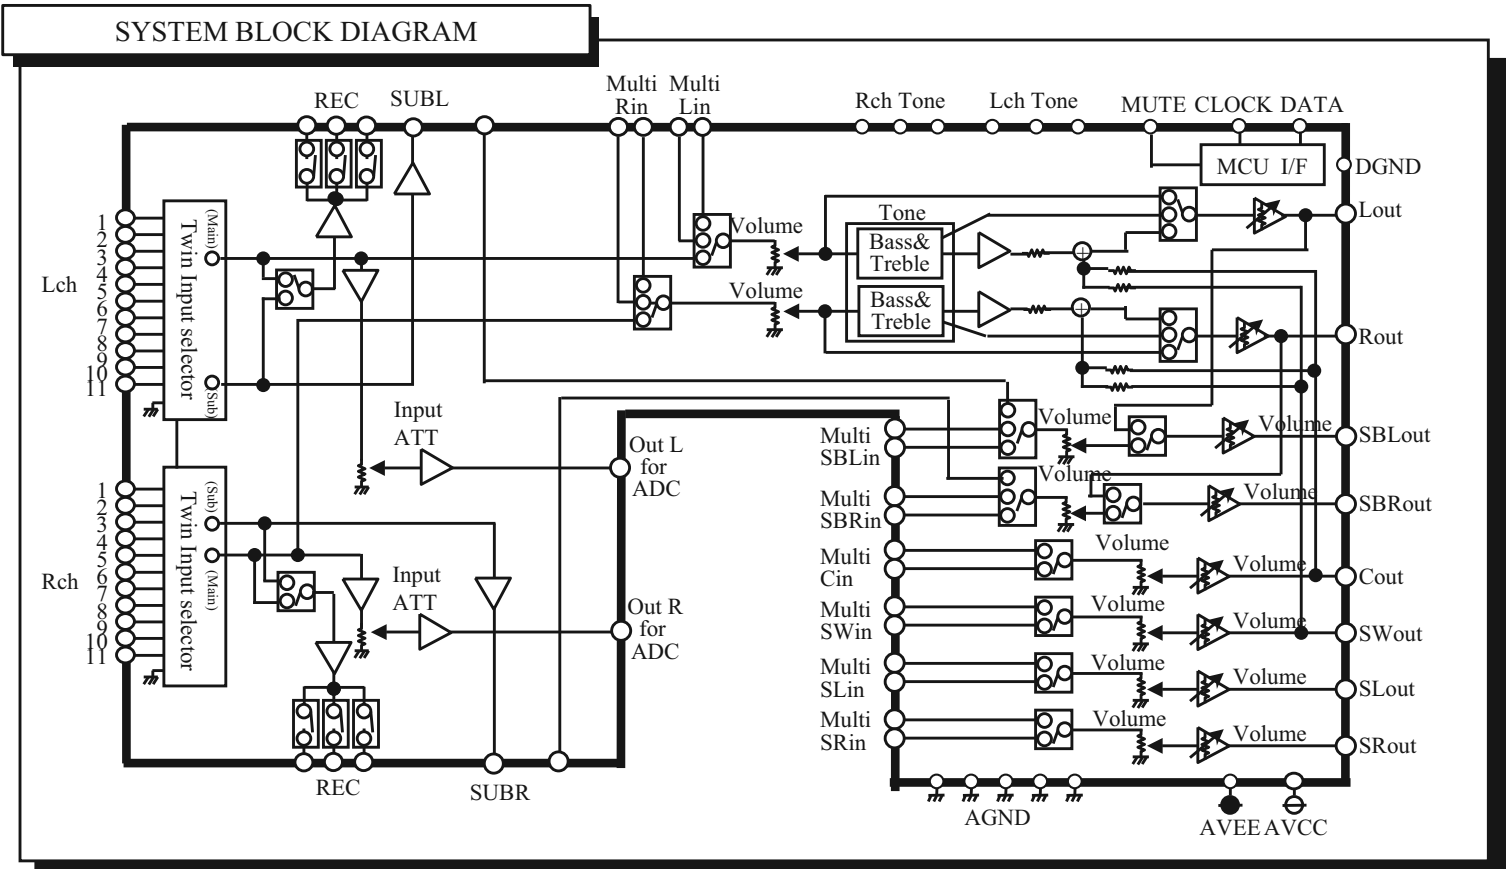 SYSTEM BLOCK DIAGRAM
REC
SUBL
Multi
Rin
Multi
Lin
Rch Tone
Lch Tone
MUTE CLOCK DATA
MCU I/F
DGND
Lch
1
2
3
4
5
6
7
8
9
10
11
Twin Input selector
(Main)
(Sub)
Volume
Volume
Tone
Bass&
Treble
Bass&
Treble
Lout
Rout
Input
ATT
Out L
for
ADC
Multi
SBLin
Volume
Volume
SBLout
Rch
1
2
3
4
5
6
7
8
9
10
11
Twin Input selector
(Sub)
(Main)
Input
ATT
Out R
for
ADC
Multi
SBRin
Volume
Volume
SBRout
Multi
Cin
Volume
Volume
Cout
Multi
SWin
Volume
Volume
SWout
Multi
SLin
Volume
Volume
SLout
Multi
SRin
Volume
Volume
SRout
REC
SUBR
AGND
AVEE AVCC